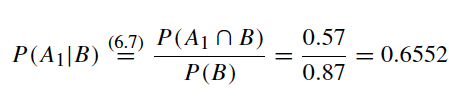 P(A₁|B) (6.7)= P(A₁ ∩ B) / P(B) = 0.57 / 0.87 = 0.6552